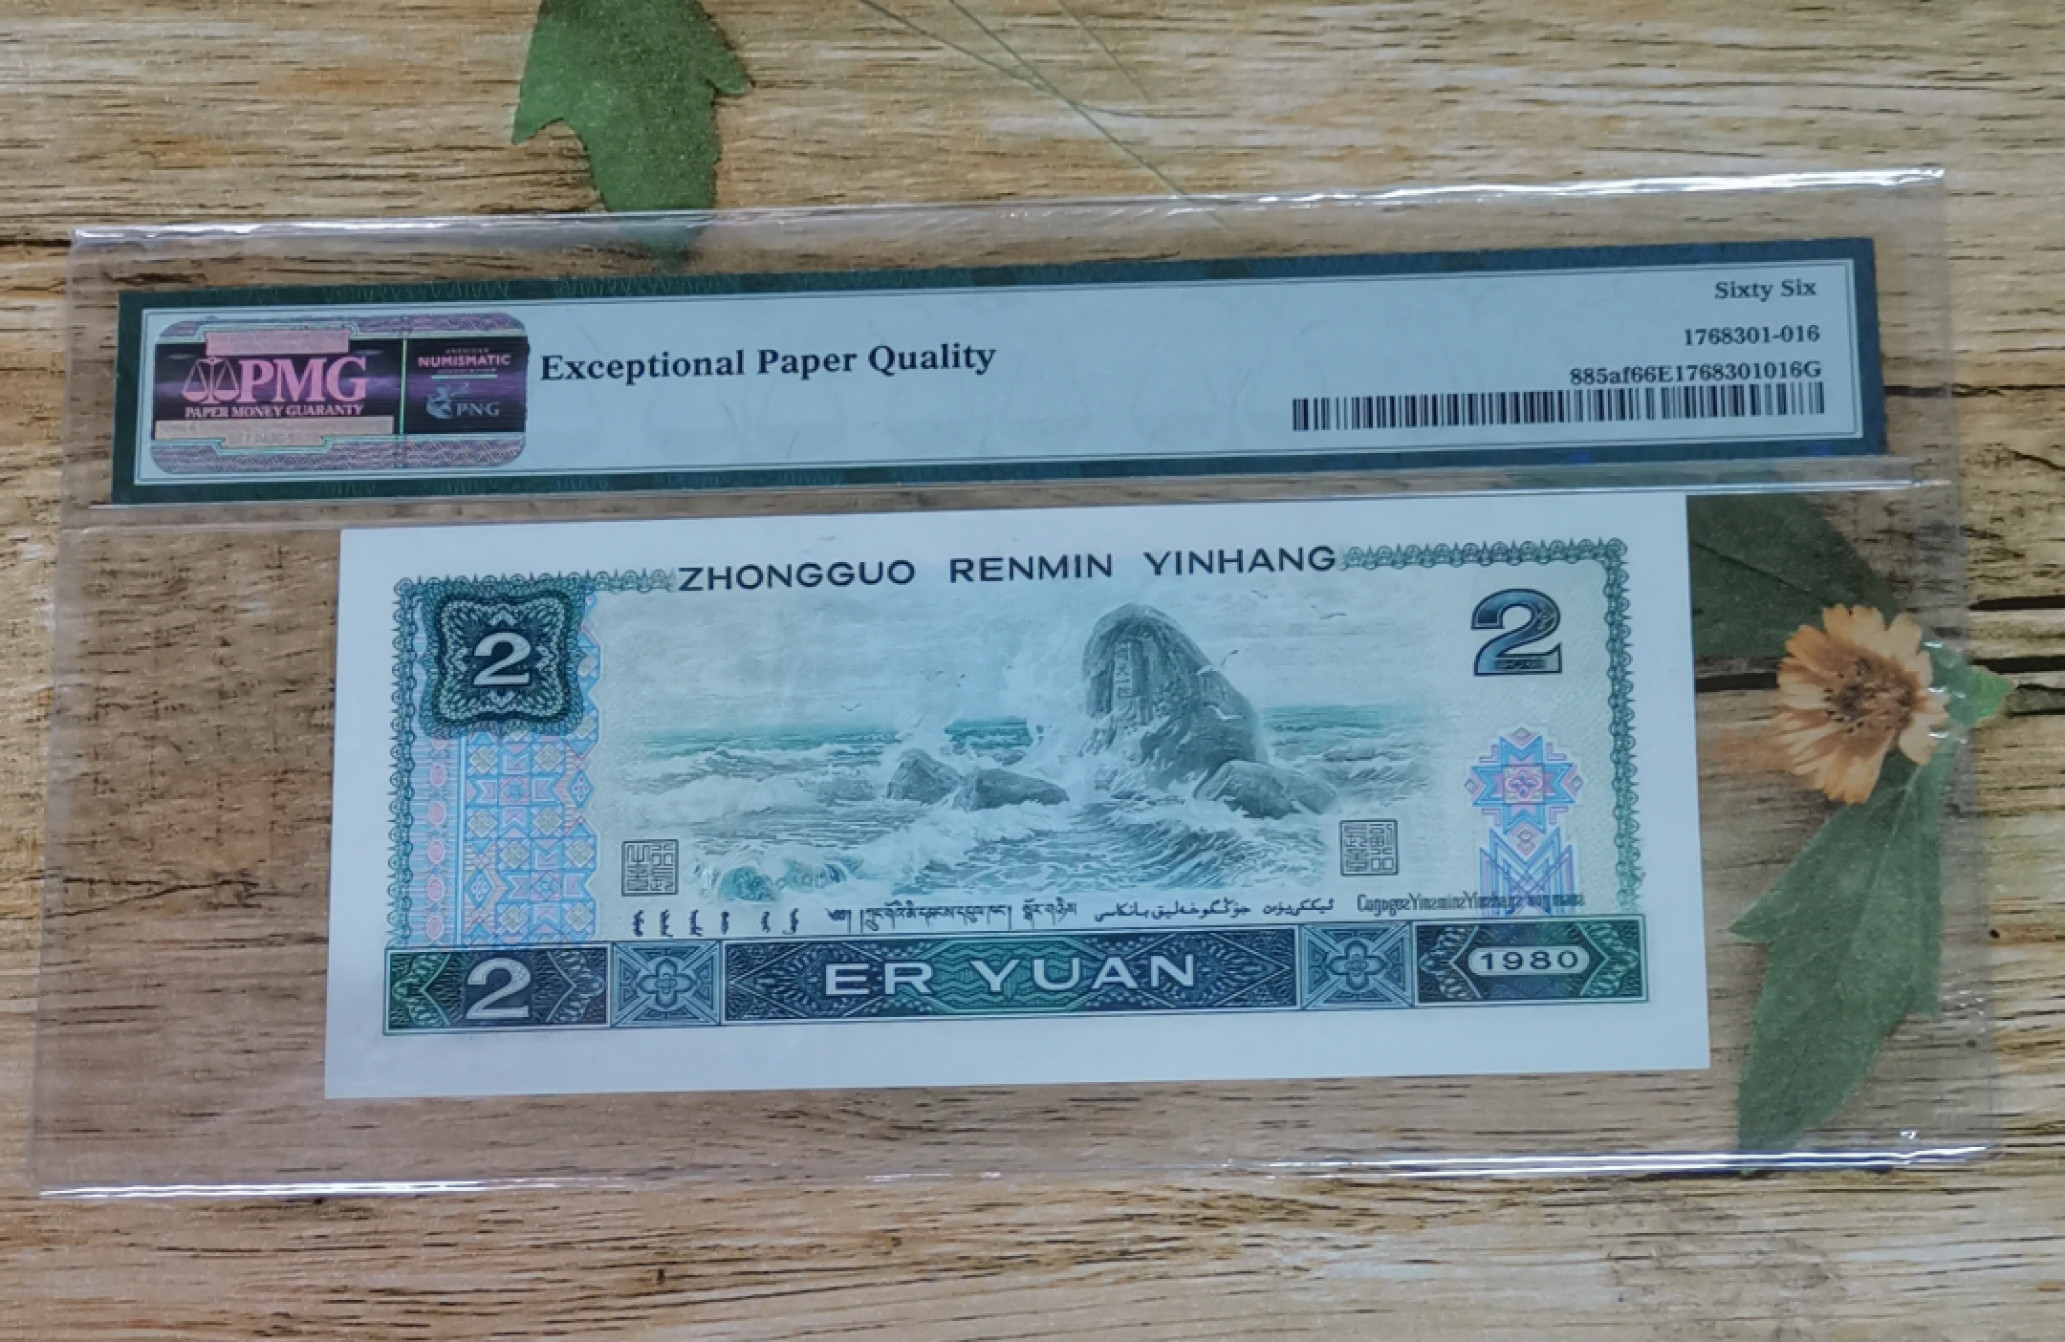 Sixty Six
1768301-016
885af66E1768301016G
PMG
PAPER MONEY GUARANTY
NUMISMATIC
PNG
Exceptional Paper Quality
ZHONGGUO RENMIN YINHANG
2
2
2 ER YUAN 1980